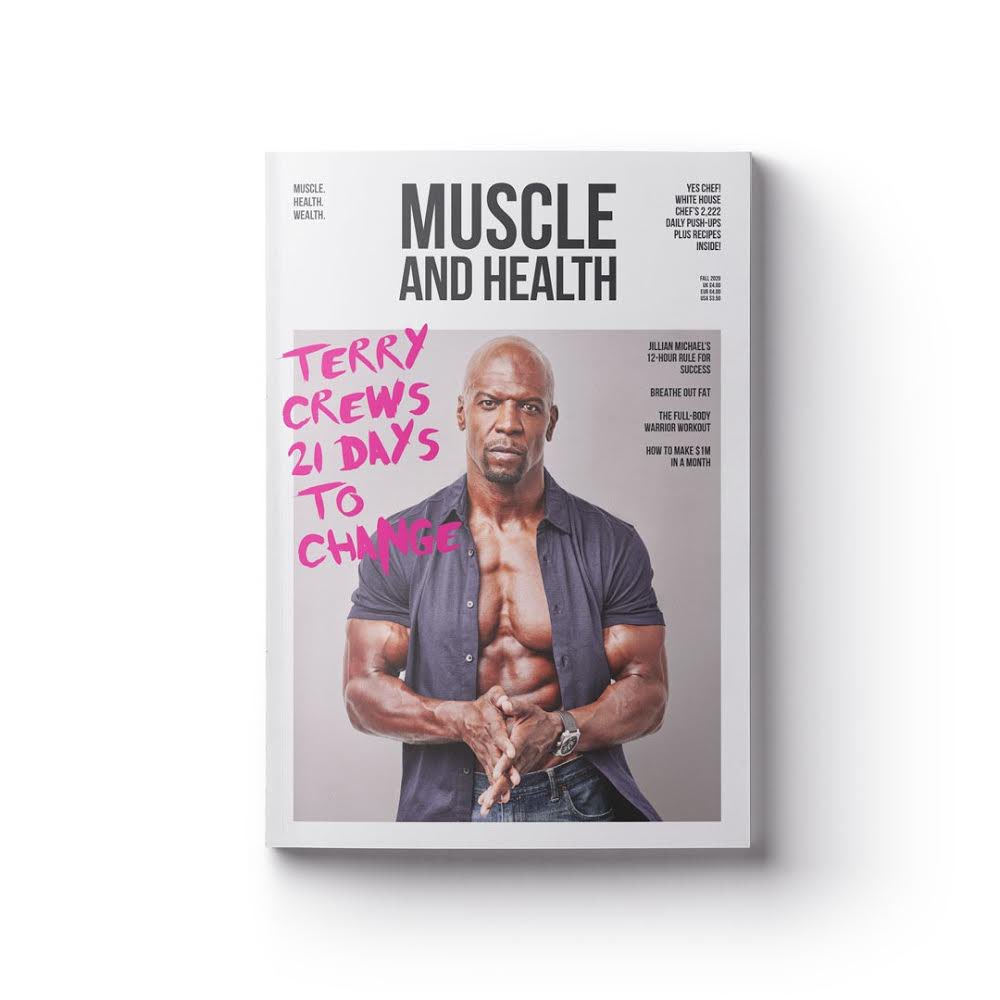 MUSCLE.
HEALTH.
WEALTH.
MUSCLE
AND HEALTH
YES CHEF!
WHITE HOUSE
CHEF'S 2,222
DAILY PUSH-UPS
PLUS RECIPES
INSIDE!
FALL 2020
UK £4.00
EUR €4.00
USA $3.50
TERRY
CREWS
21 DAYS
TO
CHANGE
JILLIAN MICHAEL'S
12-HOUR RULE FOR
SUCCESS
BREATHE OUT FAT
THE FULL-BODY
WARRIOR WORKOUT
HOW TO MAKE $1M
IN A MONTH